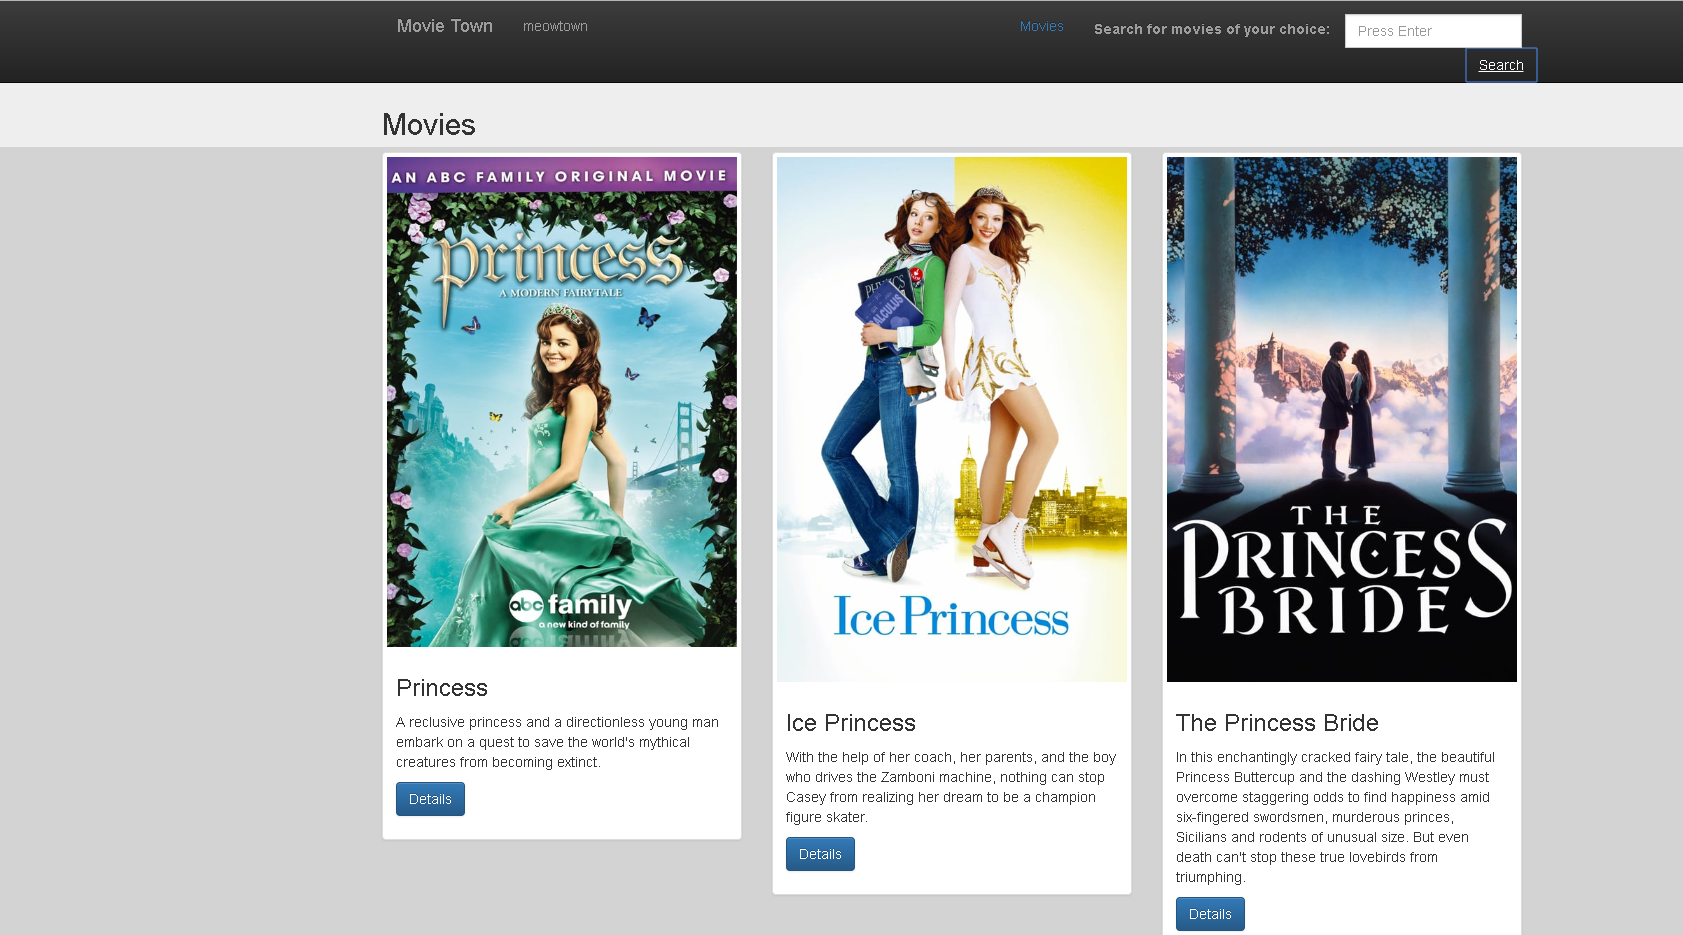 Movie Town
meowtown
Movies
Search for movies of your choice:
Press Enter
Search
Movies
AN ABC FAMILY ORIGINAL MOVIE
Princess
A MODERN FAIRYTALE
abc family
a new kind of family
Princess
A reclusive princess and a directionless young man
embark on a quest to save the world's mythical
creatures from becoming extinct.
Details
PHYSICS
CALCULUS
Ice Princess
Ice Princess
With the help of her coach, her parents, and the boy
who drives the Zamboni machine, nothing can stop
Casey from realizing her dream to be a champion
figure skater.
Details
THE
PRINCESS
BRIDE
The Princess Bride
In this enchantingly cracked fairy tale, the beautiful
Princess Buttercup and the dashing Westley must
overcome staggering odds to find happiness amid
six-fingered swordsmen, murderous princes,
Sicilians and rodents of unusual size. But even
death can't stop these true lovebirds from
triumphing.
Details